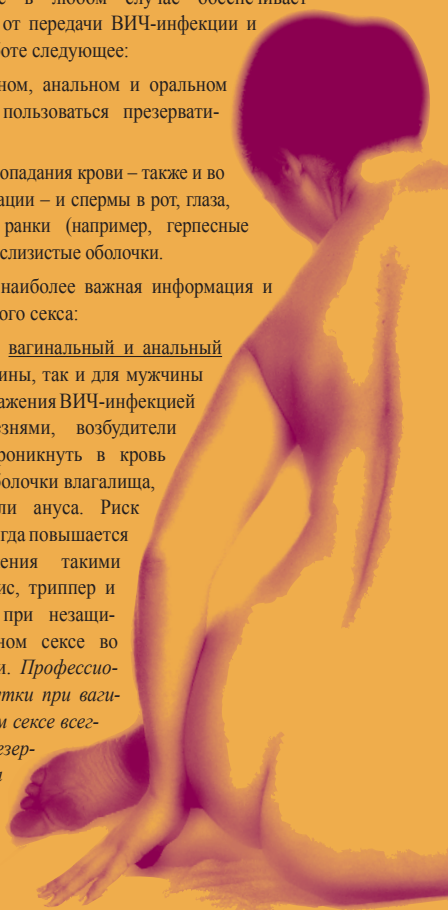 в любом случае обеспечивает
от передачи ВИЧ-инфекции и
боте следующее:
ном, анальном и оральном
пользоваться презервати-
опадания крови – также и во
ации – и спермы в рот, глаза,
ранки (например, герпесные
слизистые оболочки.
наиболее важная информация и
ого секса:
вагинальный и анальный
ины, так и для мужчины
ажения ВИЧ-инфекцией
езнями, возбудители
роникнуть в кровь
болочки влагалища,
ли ануса. Риск
гда повышается
ения такими
ис, триппер и
при незащи-
ном сексе во
и. Профессио-
тки при ваги-
м сексе всег-
езер-